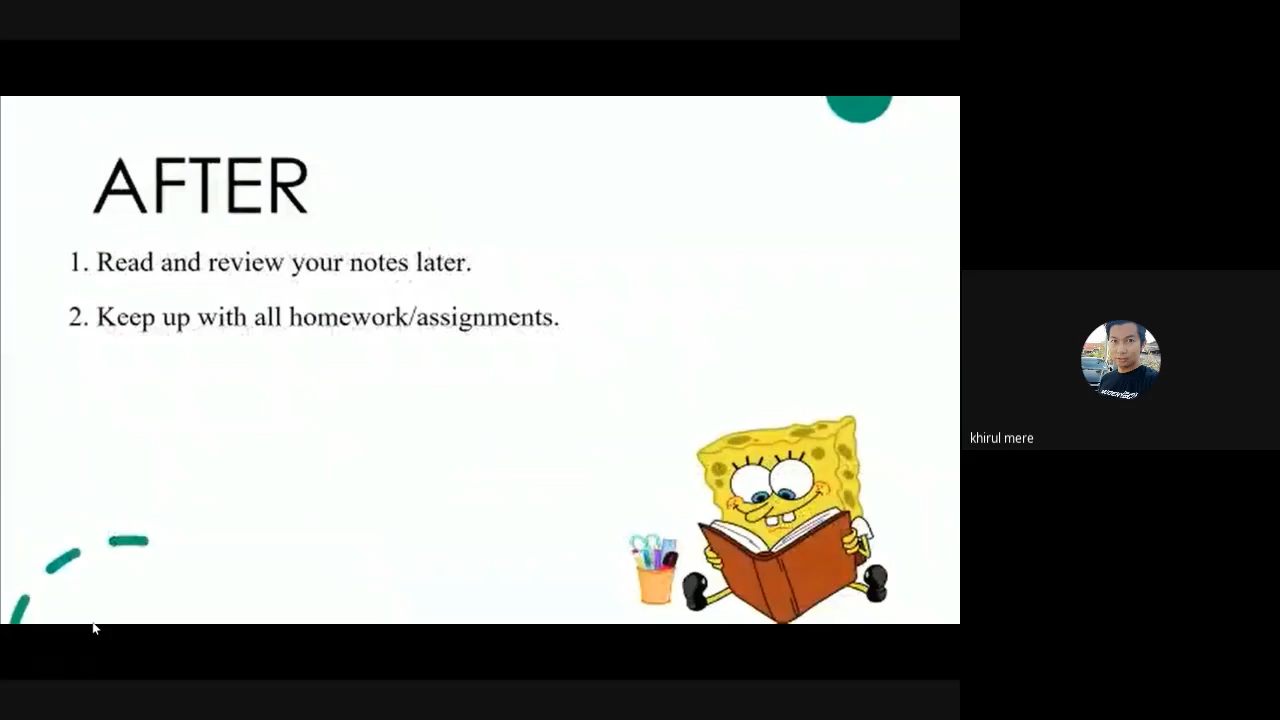 AFTER
1. Read and review your notes later.
2. Keep up with all homework/assignments.
khirul mere